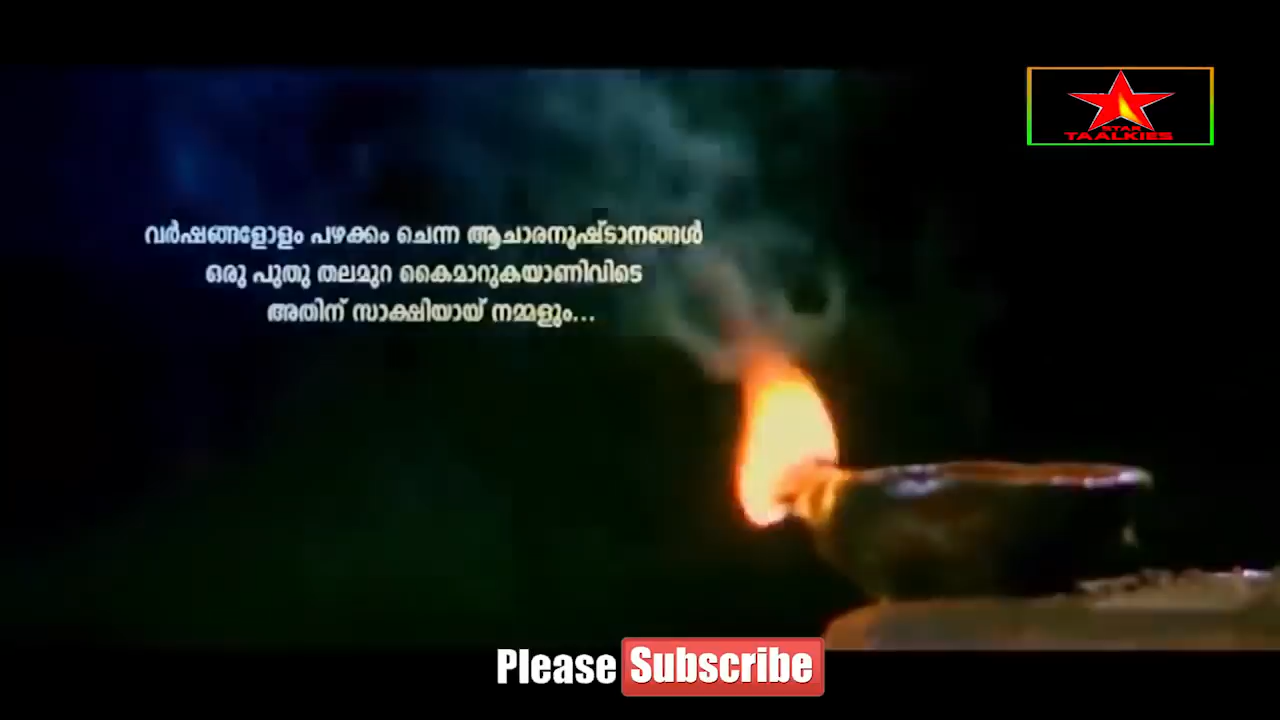 STAR
TAALKIES
വർഷങ്ങളോളം പഴക്കം ചെന്ന ആചാരനുഷ്ടാനങ്ങൾ
ഒരു പുതു തലമുറ കൈമാറുകയാണിവിടെ
അതിന് സാക്ഷിയായ് നമ്മളും...
Please Subscribe